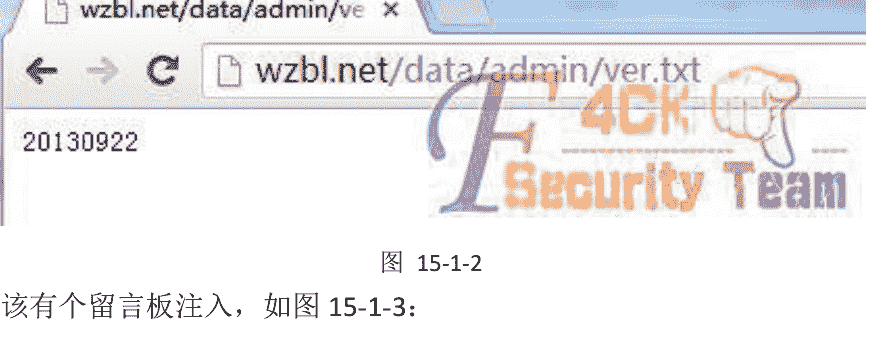 wzbl.net/data/admin/ve
wzbl.net/data/admin/ver.txt
20130922
F4CK
Security Team
图 15-1-2
该有个留言板注入，如图 15-1-3：